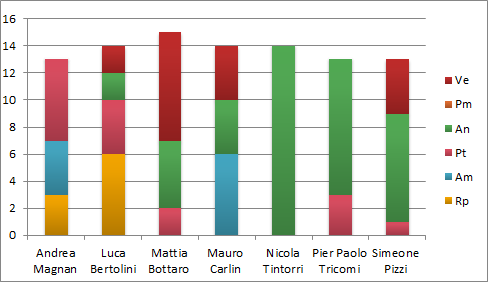 16
14
12
10
8
6
4
2
0
Ve
Pm
An
Pt
Am
Rp
Andrea Magnan
Luca Bertolini
Mattia Bottaro
Mauro Carlin
Nicola Tintorri
Pier Paolo Tricomi
Simeone Pizzi